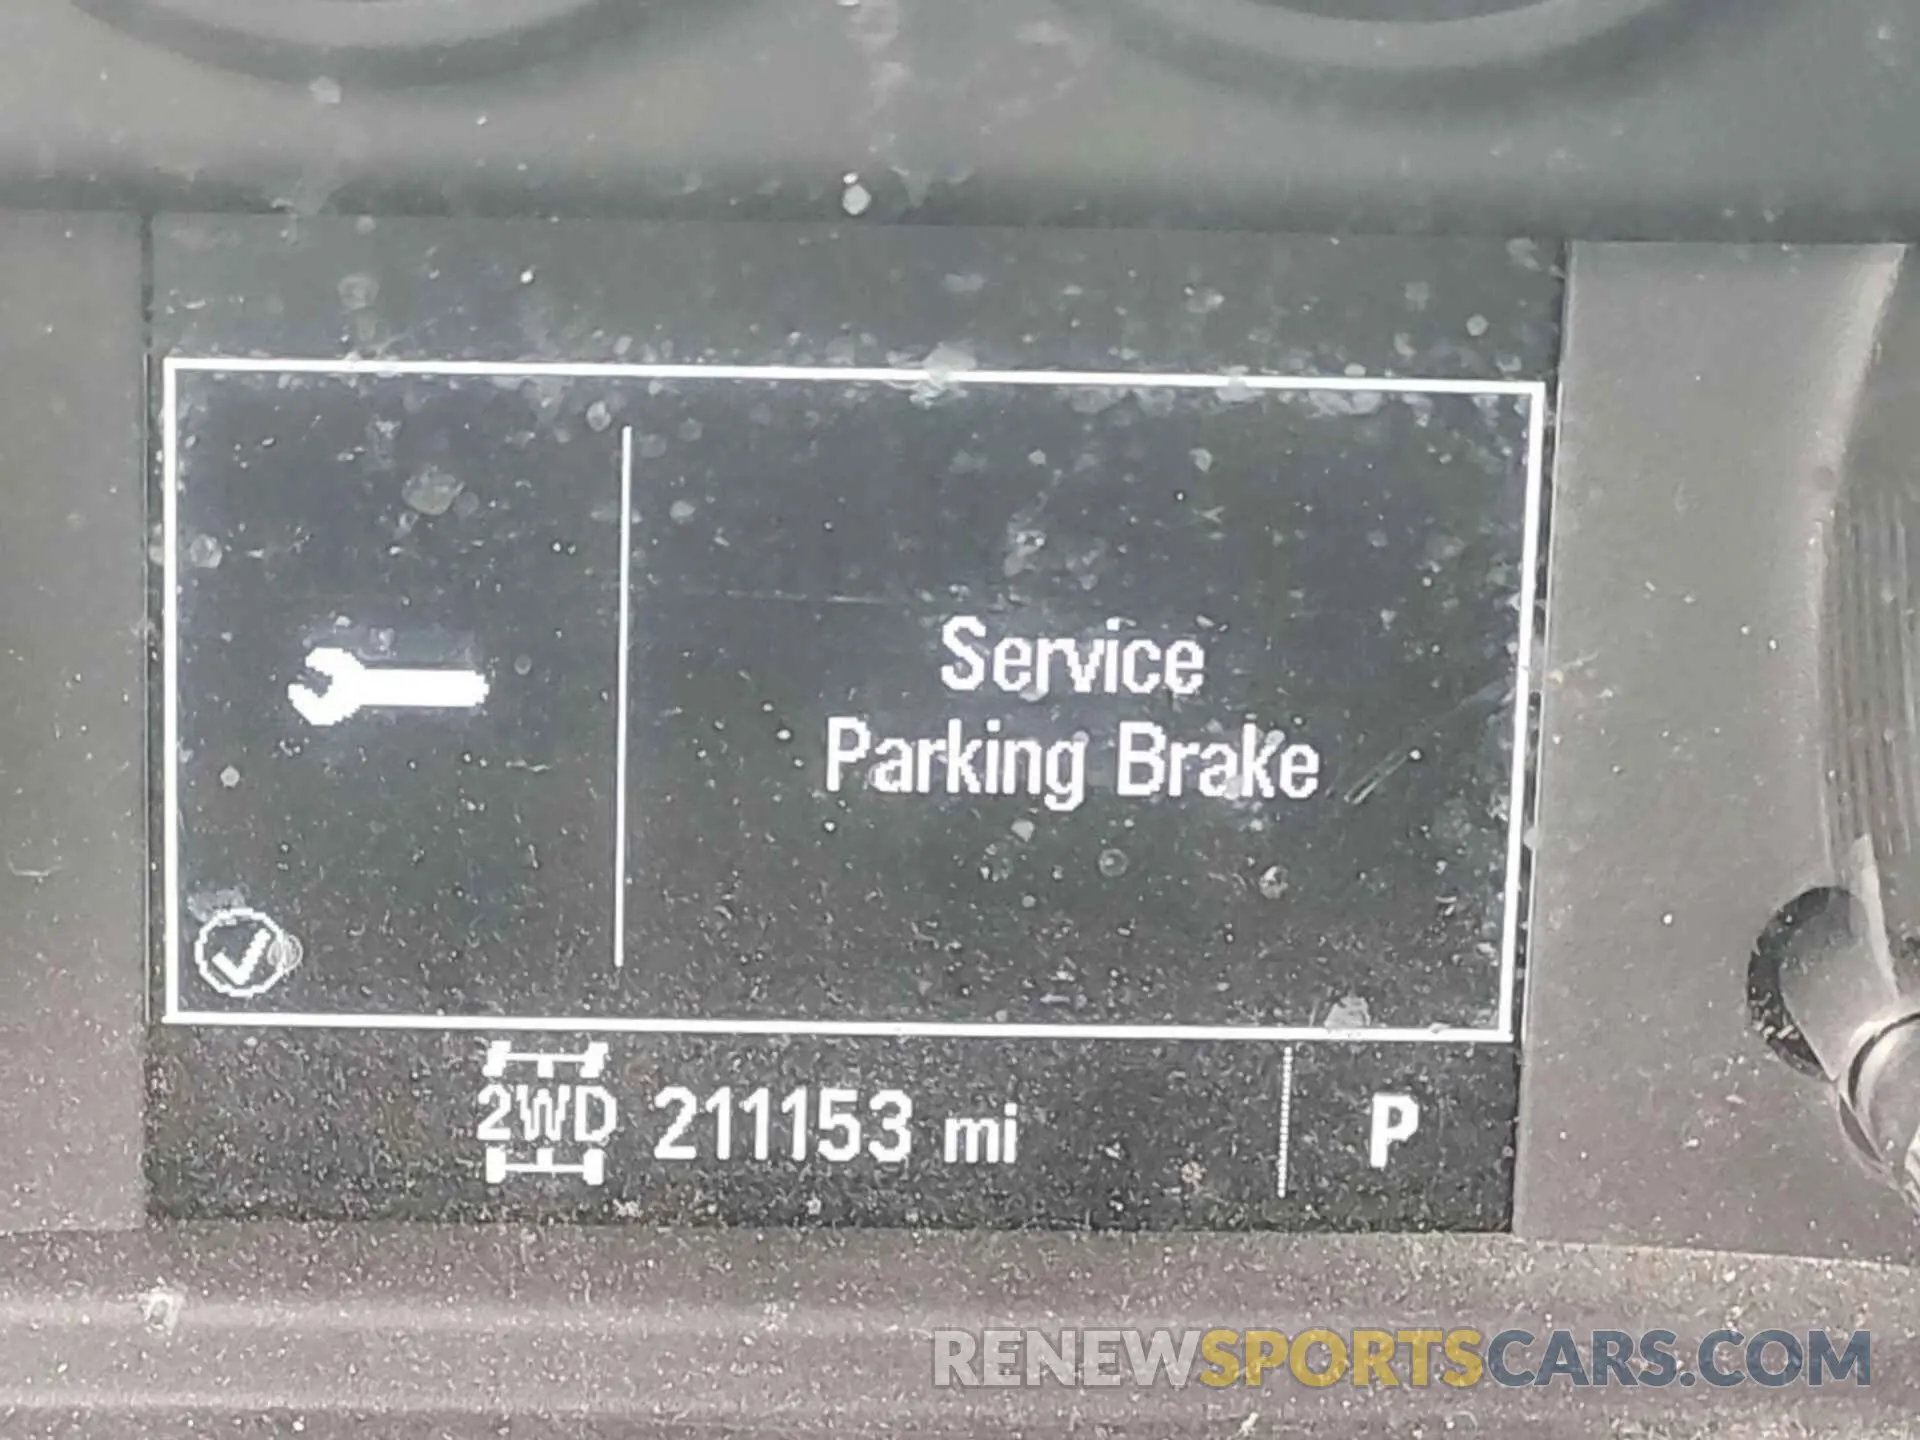 Service
Parking Brake
2WD 211153 mi P
RENEWSPORTSCARS.COM